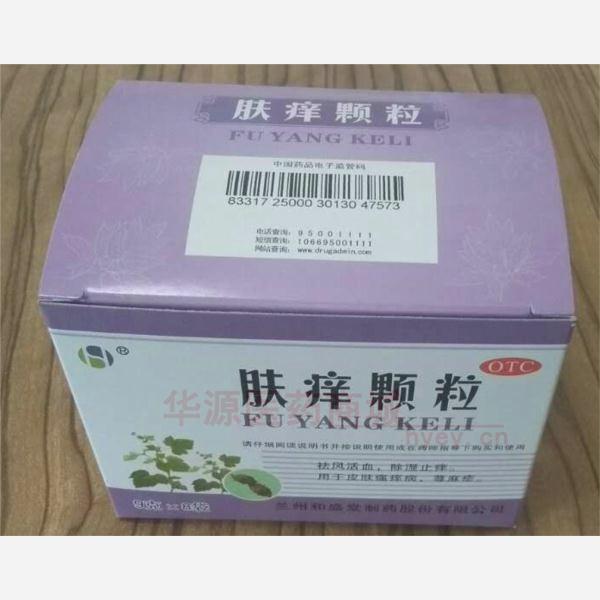 肤痒颗粒
FU YANG KELI
中国药品电子监管码
83317 25000 30130 47573
电话查询: 95001111
短信查询: 106695001111
网站查询: www.drugadmin.com
®
OTC
肤痒颗粒
华源医药商城
FU YANG KELI
hyey.cn
请仔细阅读说明书并按说明使用或在药师指导下购买和使用
祛风活血，除湿止痒。
用于皮肤瘙痒病，荨麻疹。
兰州和盛堂制药股份有限公司